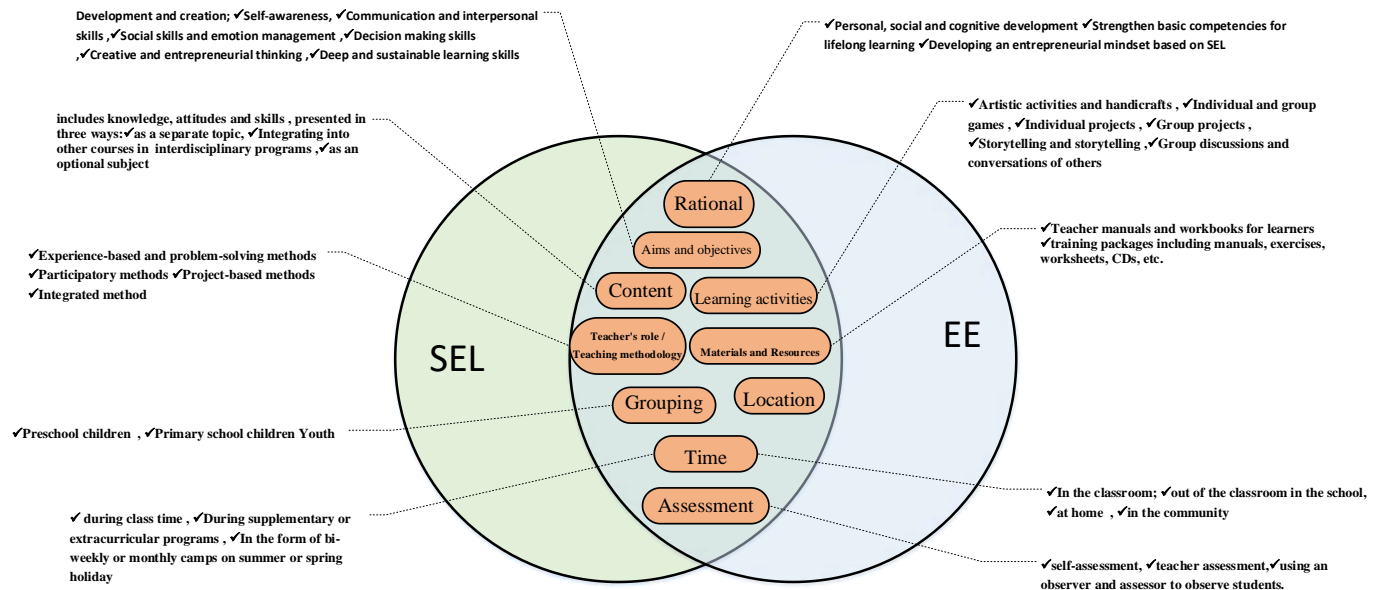 Development and creation; ✓Self-awareness, ✓Communication and interpersonal
skills ,✓Social skills and emotion management ,✓Decision making skills
,✓Creative and entrepreneurial thinking ,✓Deep and sustainable learning skills
✓Personal, social and cognitive development ✓Strengthen basic competencies for
lifelong learning ✓Developing an entrepreneurial mindset based on SEL
includes knowledge, attitudes and skills , presented in
three ways:✓as a separate topic, ✓Integrating into
other courses in interdisciplinary programs ,✓as an
optional subject
✓Artistic activities and handicrafts , ✓Individual and group
games , ✓Individual projects , ✓Group projects ,
✓Storytelling and storytelling ,✓Group discussions and
conversations of others
✓Experience-based and problem-solving methods
✓Participatory methods ✓Project-based methods
✓Integrated method
✓Teacher manuals and workbooks for learners
✓training packages including manuals, exercises,
worksheets, CDs, etc.
SEL
EE
Rational
Aims and objectives
Content
Learning activities
Teacher's role /
Teaching methodology
Materials and Resources
Grouping
Location
Time
Assessment
✓Preschool children , ✓Primary school children Youth
✓ during class time , ✓During supplementary or
extracurricular programs , ✓In the form of bi-
weekly or monthly camps on summer or spring
holiday
✓In the classroom; ✓out of the classroom in the school,
✓at home , ✓in the community
✓self-assessment, ✓teacher assessment,✓using an
observer and assessor to observe students.